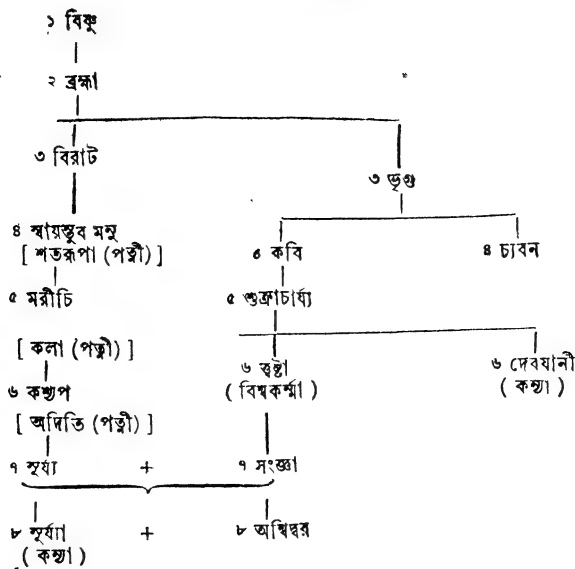 ১ বিষ্ণু
২ ব্রহ্মা
৩ বিরাট
৩ ভৃগু
৪ স্বায়ম্ভুব মনু
[ শতরূপা (পত্নী) ]
৪ কবি
৪ চ্যবন
৫ মরীচি
৫ শুক্রাচার্য্য
[ কলা (পত্নী) ]
৬ ত্বষ্টা
(বিশ্বকর্ম্মা)
৬ দেবযানী
(কন্যা)
৬ কশ্যপ
[ অদিতি (পত্নী) ]
৭ সূর্য্য + ৭ সংজ্ঞা
৮ সূর্য্যা + ৮ অশ্বিদ্বয়
(কন্যা)